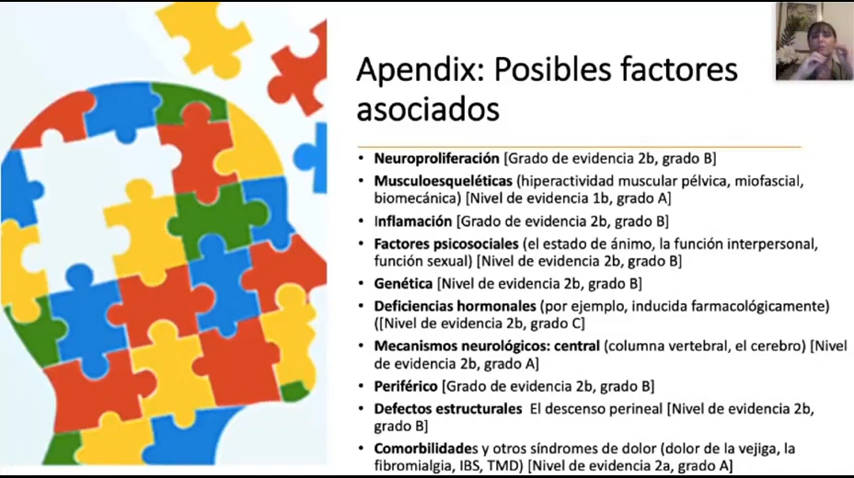 Apendix: Posibles factores
asociados
• Neuroproliferación [Grado de evidencia 2b, grado B]
• Musculoesqueléticas (hiperactividad muscular pélvica, miofascial,
biomecánica) [Nivel de evidencia 1b, grado A]
• Inflamación [Grado de evidencia 2b, grado B]
• Factores psicosociales (el estado de ánimo, la función interpersonal,
función sexual) [Nivel de evidencia 2b, grado B]
• Genética [Nivel de evidencia 2b, grado B]
• Deficiencias hormonales (por ejemplo, inducida farmacológicamente)
([Nivel de evidencia 2b, grado C]
• Mecanismos neurológicos: central (columna vertebral, el cerebro) [Nivel
de evidencia 2b, grado A]
• Periférico [Grado de evidencia 2b, grado B]
• Defectos estructurales El descenso perineal [Nivel de evidencia 2b,
grado B]
• Comorbilidades y otros síndromes de dolor (dolor de la vejiga, la
fibromialgia, IBS, TMD) [Nivel de evidencia 2a, grado A]